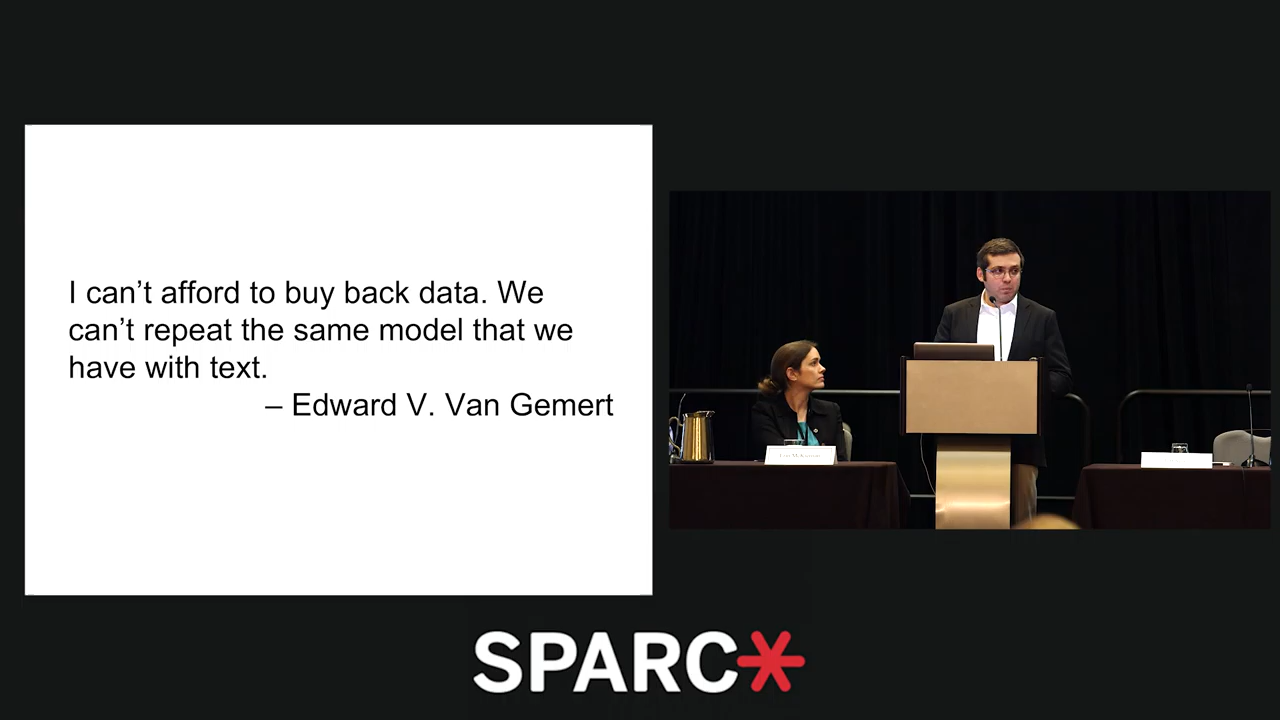 I can’t afford to buy back data. We
can’t repeat the same model that we
have with text.
– Edward V. Van Gemert
SPARC*